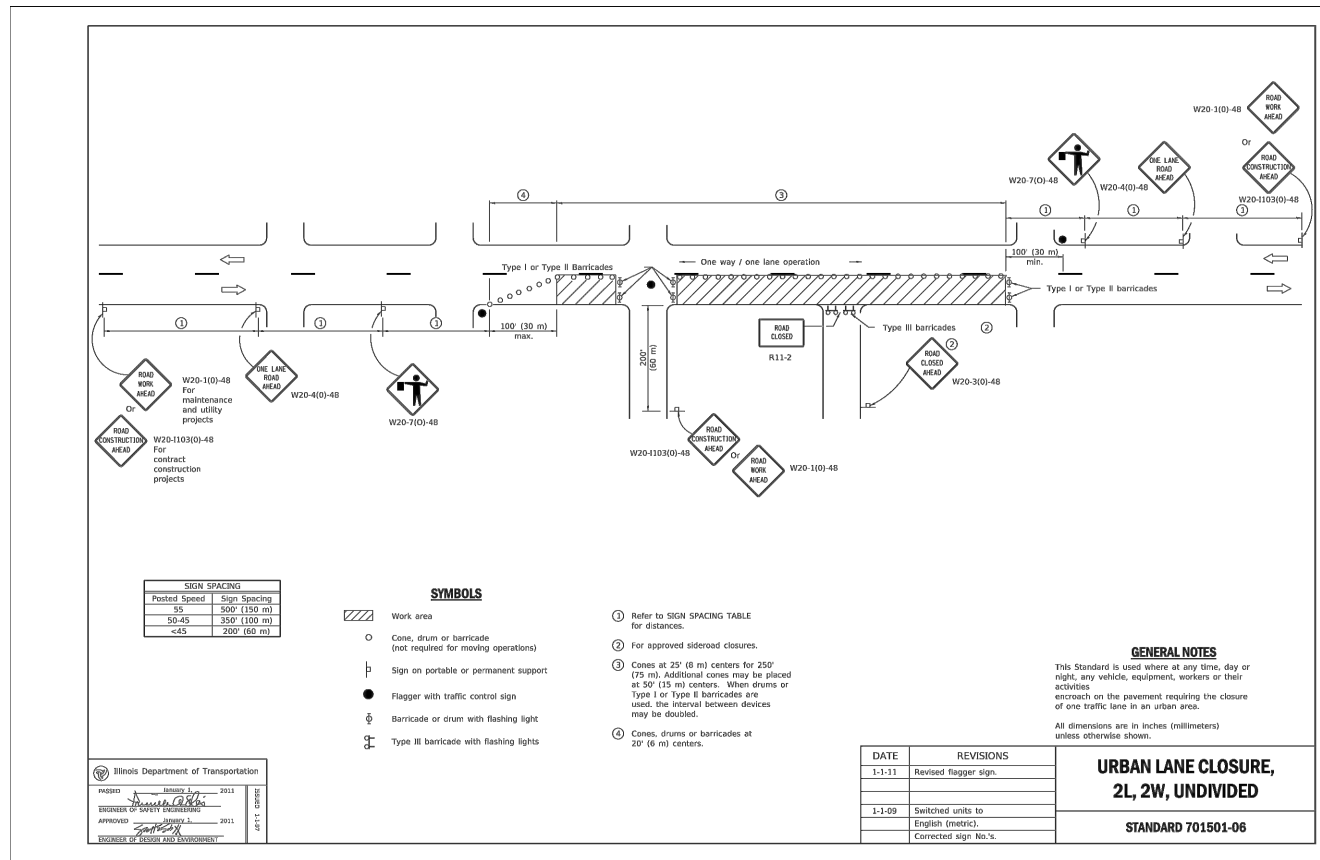 W20-1(0)-48
ROAD
WORK
AHEAD
Or
ROAD
CONSTRUCTION
AHEAD
W20-I103(0)-48
W20-7(O)-48
ONE LANE
ROAD
AHEAD
W20-4(0)-48
4
3
1
1
1
100' (30 m)
min.
Type I or Type II Barricades
One way / one lane operation
Type I or Type II barricades
1
1
1
100' (30 m)
max.
200'
(60 m)
ROAD
CLOSED
R11-2
Type III barricades
2
2
ROAD
CLOSED
AHEAD
W20-3(0)-48
ROAD
WORK
AHEAD
W20-1(0)-48
For
maintenance
and utility
projects
Or
ROAD
CONSTRUCTION
AHEAD
W20-I103(0)-48
For
contract
construction
projects
ONE LANE
ROAD
AHEAD
W20-4(0)-48
W20-7(O)-48
ROAD
CONSTRUCTION
AHEAD
W20-I103(0)-48
Or
ROAD
WORK
AHEAD
W20-1(0)-48
SIGN SPACING
Posted Speed Sign Spacing
55 500' (150 m)
50-45 350' (100 m)
<45 200' (60 m)
SYMBOLS
Work area
Cone, drum or barricade
(not required for moving operations)
Sign on portable or permanent support
Flagger with traffic control sign
Barricade or drum with flashing light
Type III barricade with flashing lights
1 Refer to SIGN SPACING TABLE
for distances.
2 For approved sideroad closures.
3 Cones at 25' (8 m) centers for 250'
(75 m). Additional cones may be placed
at 50' (15 m) centers. When drums or
Type I or Type II barricades are
used, the interval between devices
may be doubled.
4 Cones, drums or barricades at
20' (6 m) centers.
GENERAL NOTES
This Standard is used where at any time, day or
night, any vehicle, equipment, workers or their
activities
encroach on the pavement requiring the closure
of one traffic lane in an urban area.
All dimensions are in inches (millimeters)
unless otherwise shown.
Illinois Department of Transportation
PASSED January 1, 2011
ENGINEER OF SAFETY ENGINEERING
APPROVED January 1, 2011
ENGINEER OF DESIGN AND ENVIRONMENT
ISSUED 1-1-97
DATE REVISIONS
1-1-11 Revised flagger sign.
1-1-09 Switched units to
English (metric).
Corrected sign No.'s.
URBAN LANE CLOSURE,
2L, 2W, UNDIVIDED
STANDARD 701501-06